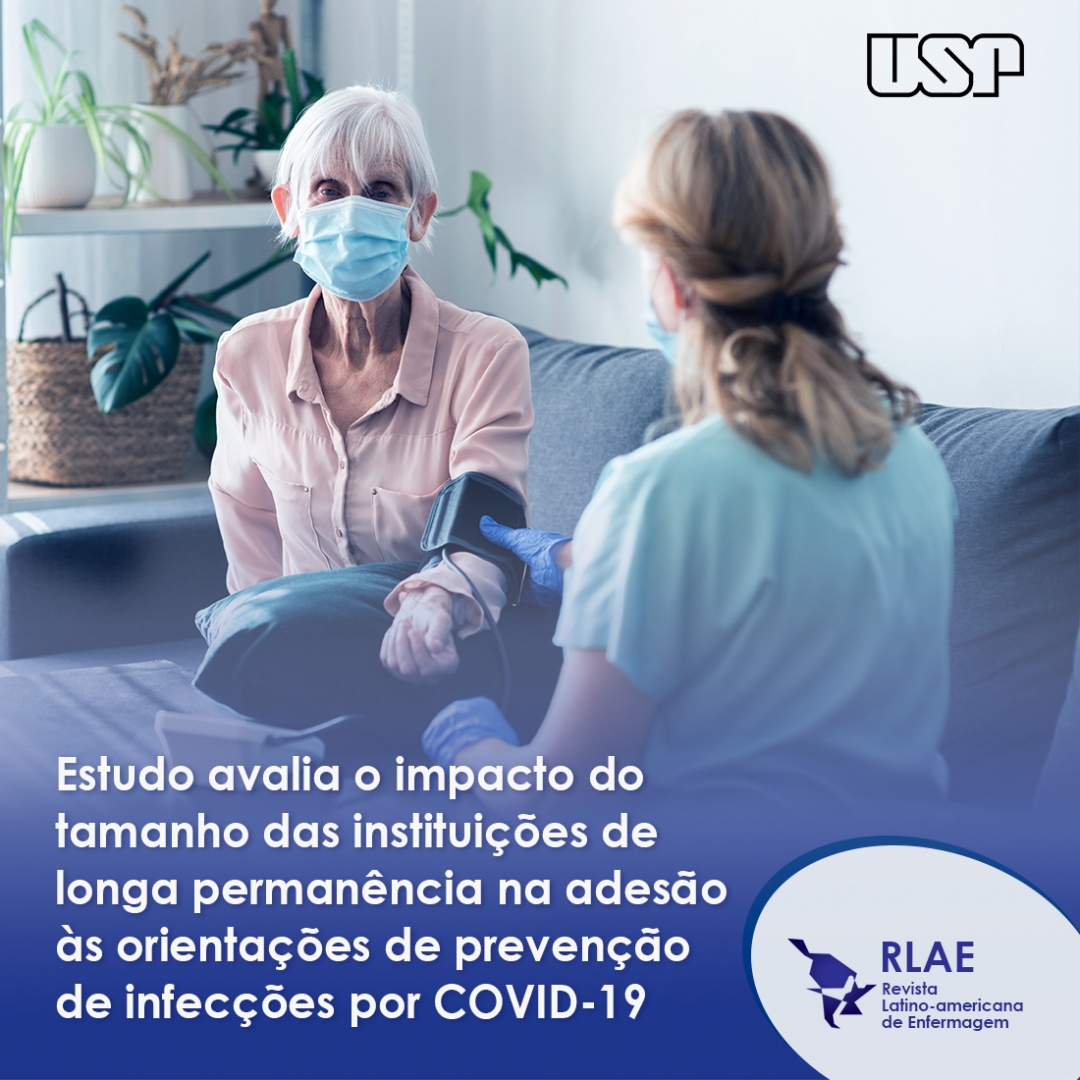 USP
Estudo avalia o impacto do
tamanho das instituições de
longa permanência na adesão
às orientações de prevenção
de infecções por COVID-19
RLAE
Revista
Latino-americana
de Enfermagem